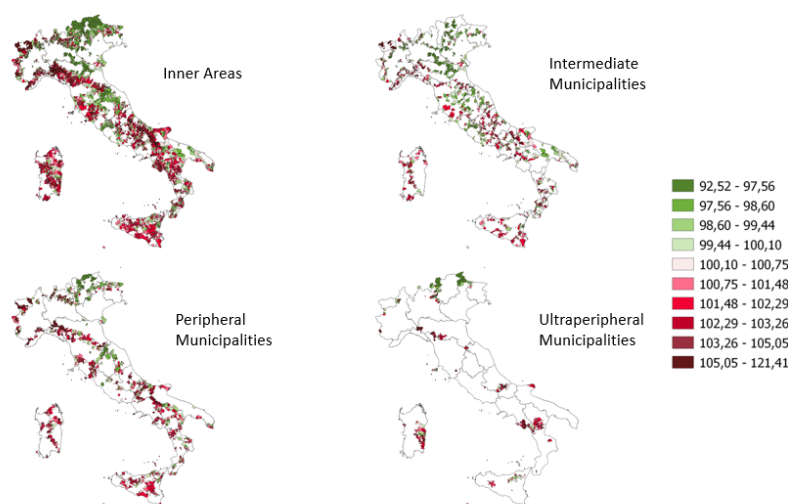 Inner Areas
Intermediate
Municipalities
Peripheral
Municipalities
Ultraperipheral
Municipalities
92,52 - 97,56
97,56 - 98,60
98,60 - 99,44
99,44 - 100,10
100,10 - 100,75
100,75 - 101,48
101,48 - 102,29
102,29 - 103,26
103,26 - 105,05
105,05 - 121,41